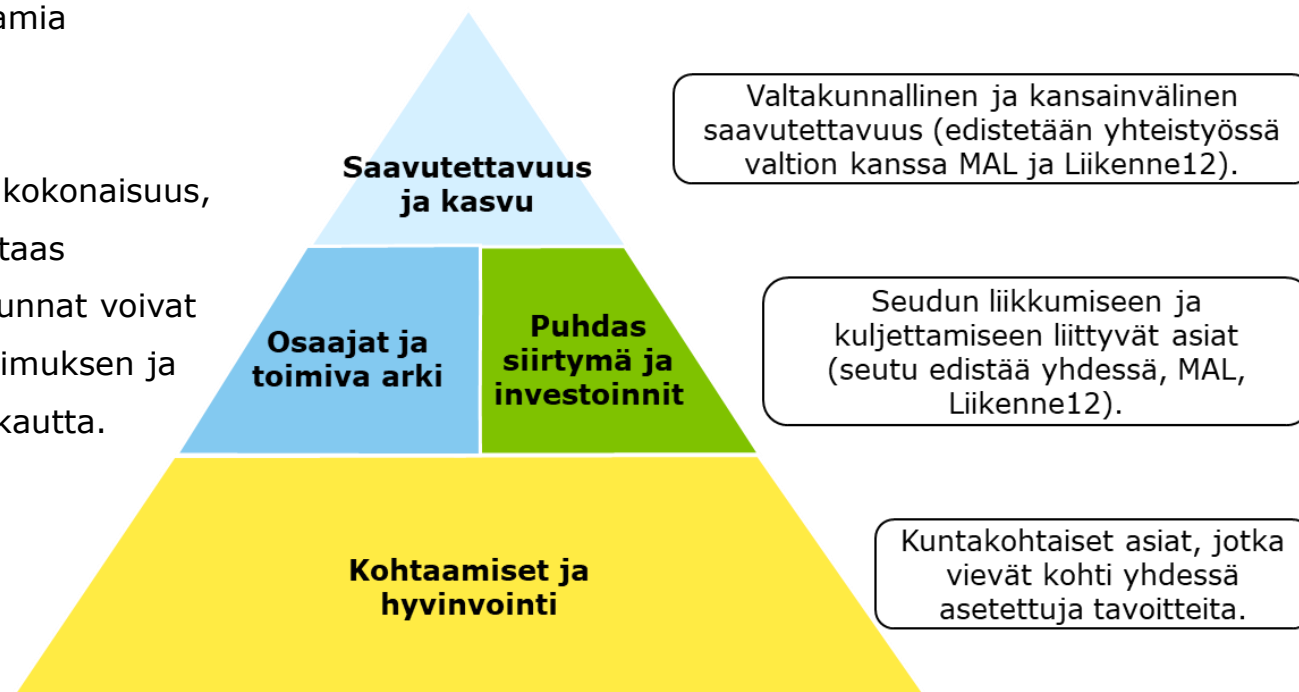 amia
kokonaisuus,
taas
unnat voivat
imuksen ja
kautta.
Saavutettavuus
ja kasvu
Osaajat ja
toimiva arki
Puhdas
siirtymä ja
investoinnit
Kohtaamiset ja
hyvinvointi
Valtakunnallinen ja kansainvälinen
saavutettavuus (edistetään yhteistyössä
valtion kanssa MAL ja Liikenne12).
Seudun liikkumiseen ja
kuljettamiseen liittyvät asiat
(seutu edistää yhdessä, MAL,
Liikenne12).
Kuntakohtaiset asiat, jotka
vievät kohti yhdessä
asetettuja tavoitteita.